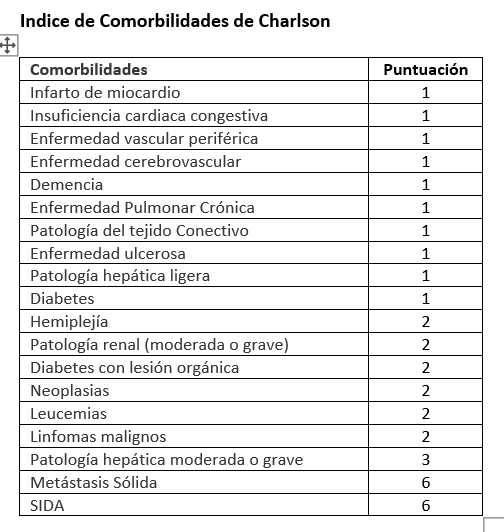 Indice de Comorbilidades de Charlson
Comorbilidades Puntuación
Infarto de miocardio 1
Insuficiencia cardiaca congestiva 1
Enfermedad vascular periférica 1
Enfermedad cerebrovascular 1
Demencia 1
Enfermedad Pulmonar Crónica 1
Patología del tejido Conectivo 1
Enfermedad ulcerosa 1
Patología hepática ligera 1
Diabetes 1
Hemiplejía 2
Patología renal (moderada o grave) 2
Diabetes con lesión orgánica 2
Neoplasias 2
Leucemias 2
Linfomas malignos 2
Patología hepática moderada o grave 3
Metástasis Sólida 6
SIDA 6